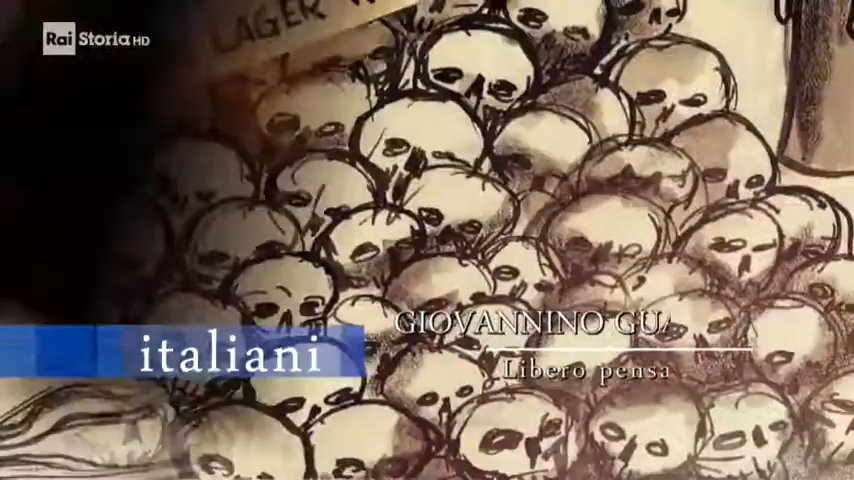 LAGER
Rai Storia HD
GIOVANNINO GUA
italiani
Libero pensa